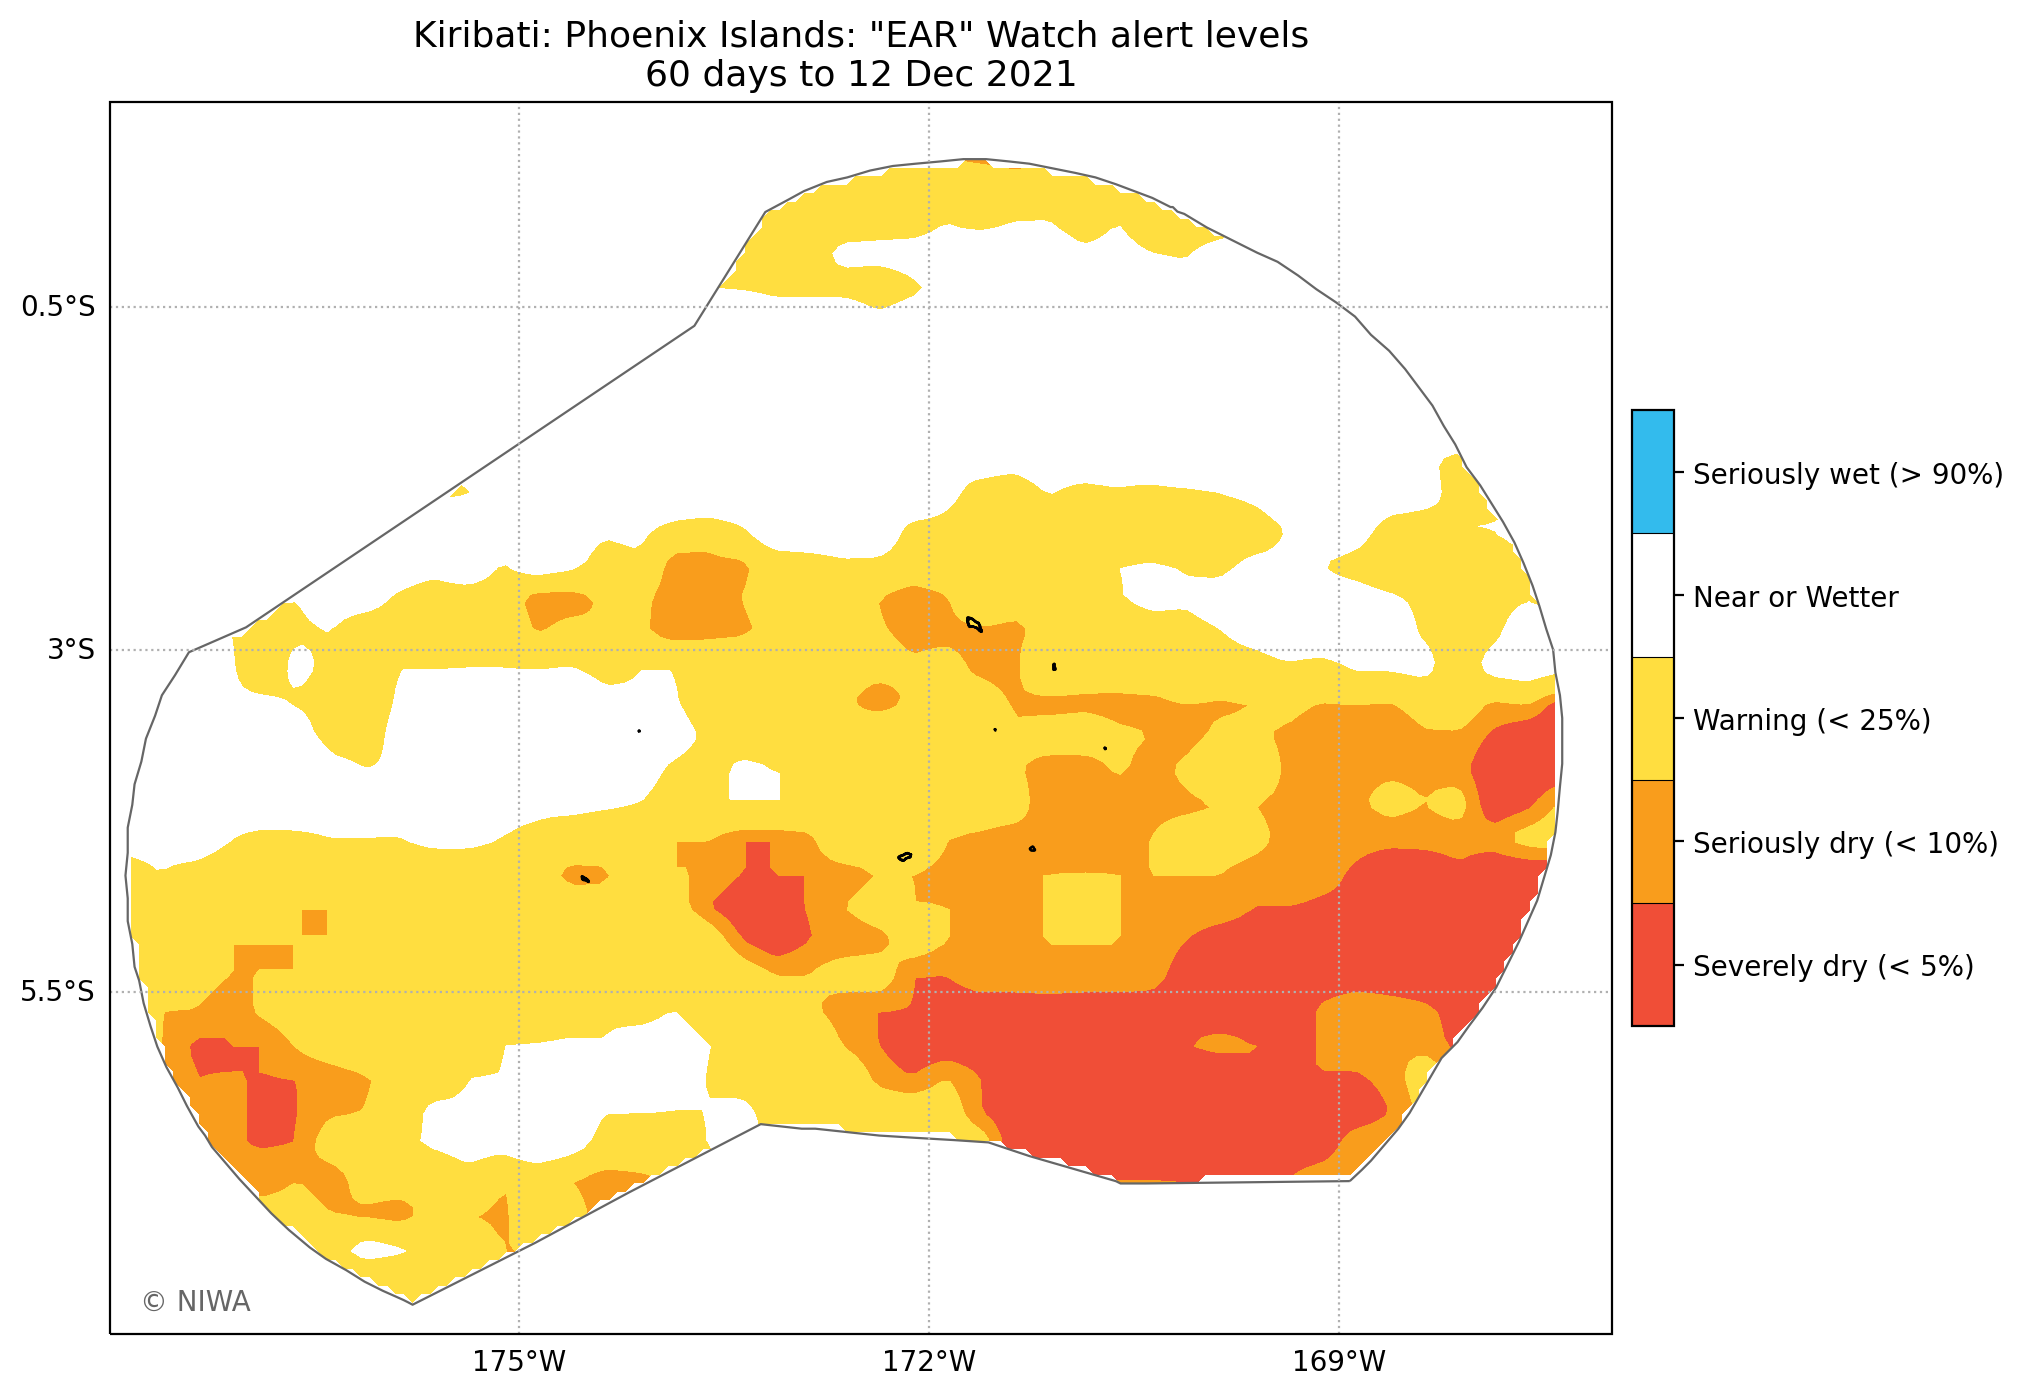 Kiribati: Phoenix Islands: "EAR" Watch alert levels
60 days to 12 Dec 2021
0.5°S
3°S
5.5°S
175°W
172°W
169°W
Seriously wet (> 90%)
Near or Wetter
Warning (< 25%)
Seriously dry (< 10%)
Severely dry (< 5%)
© NIWA